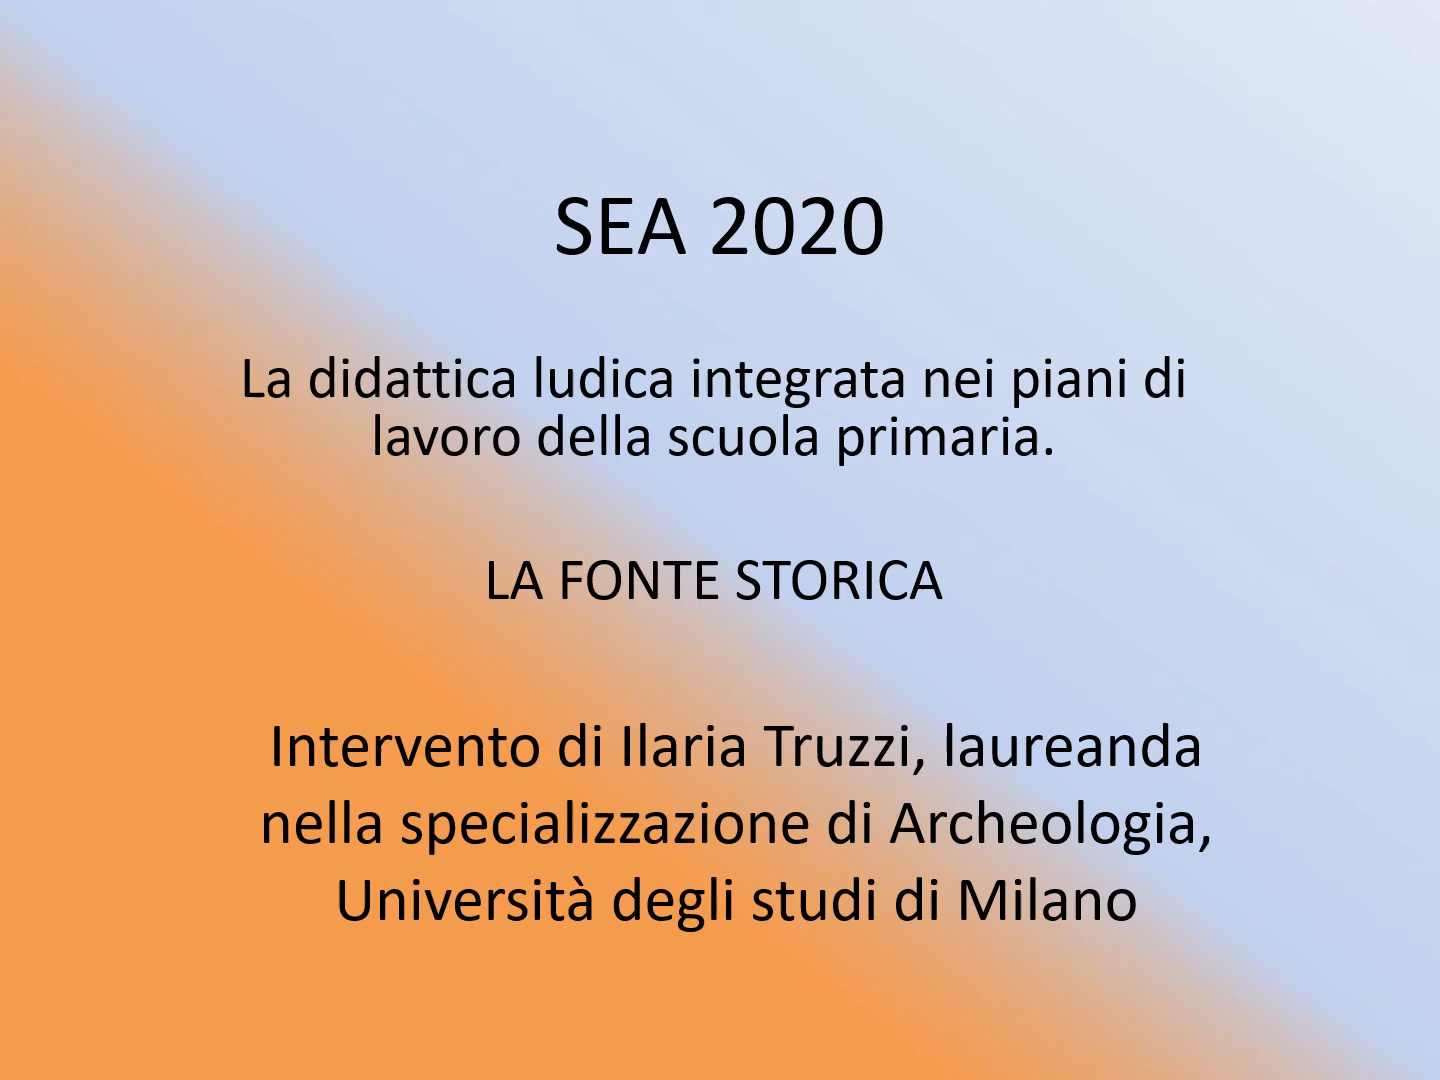 SEA 2020
La didattica ludica integrata nei piani di
lavoro della scuola primaria.
LA FONTE STORICA
Intervento di Ilaria Truzzi, laureanda
nella specializzazione di Archeologia,
Università degli studi di Milano